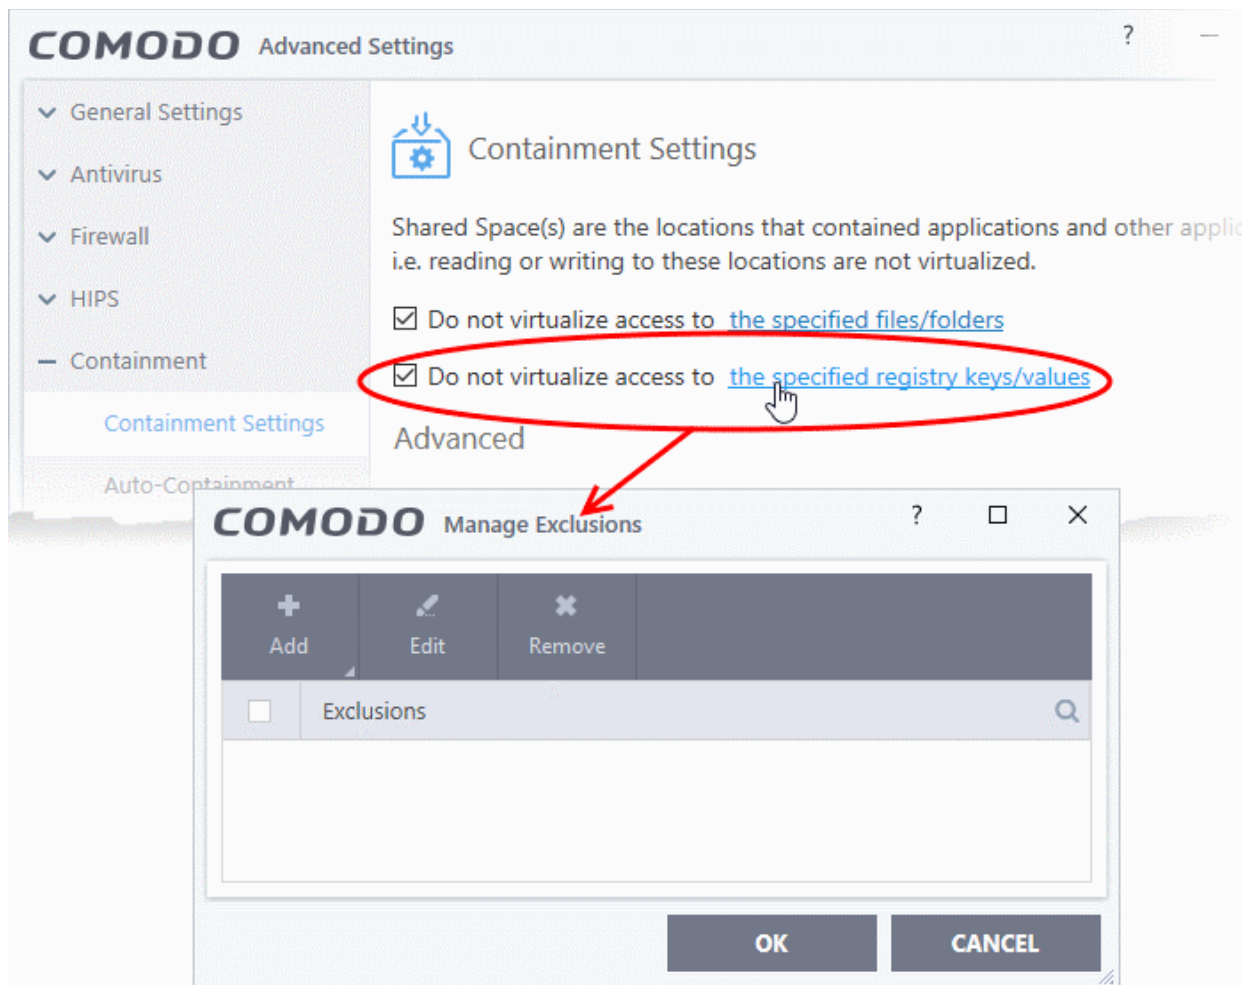 COMODO Advanced Settings ?
General Settings
Antivirus
Firewall
HIPS
Containment
Containment Settings
Auto-Containment
Containment Settings
Shared Space(s) are the locations that contained applications and other applic
i.e. reading or writing to these locations are not virtualized.
Do not virtualize access to the specified files/folders
Do not virtualize access to the specified registry keys/values
Advanced
COMODO Manage Exclusions ?
Add Edit Remove
Exclusions
OK CANCEL